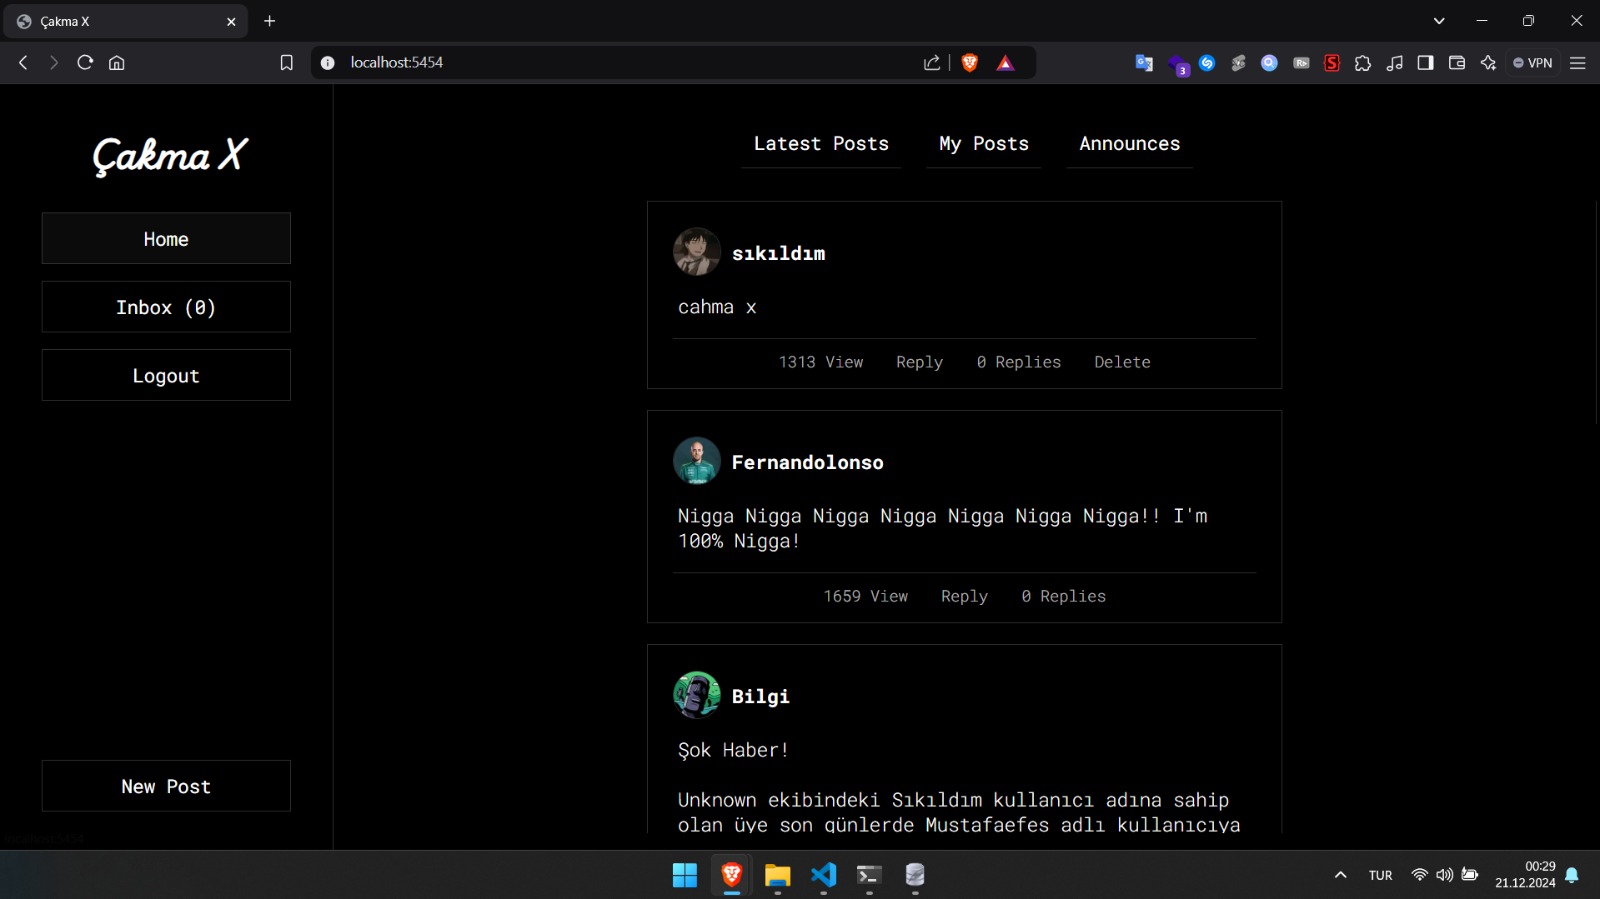 Çakma X
localhost:5454
3
VPN
Çakma X
Latest Posts
My Posts
Announces
Home
Inbox (0)
Logout
New Post
sıkıldım
cahma x
1313 View
Reply
0 Replies
Delete
Fernandolonso
Nigga Nigga Nigga Nigga Nigga Nigga Nigga!! I'm
100% Nigga!
1659 View
Reply
0 Replies
Bilgi
Şok Haber!
Unknown ekibindeki Sıkıldım kullanıcı adına sahip
olan üye son günlerde Mustafaefes adlı kullanıcıya
localhost:5454
TUR
00:29
21.12.2024